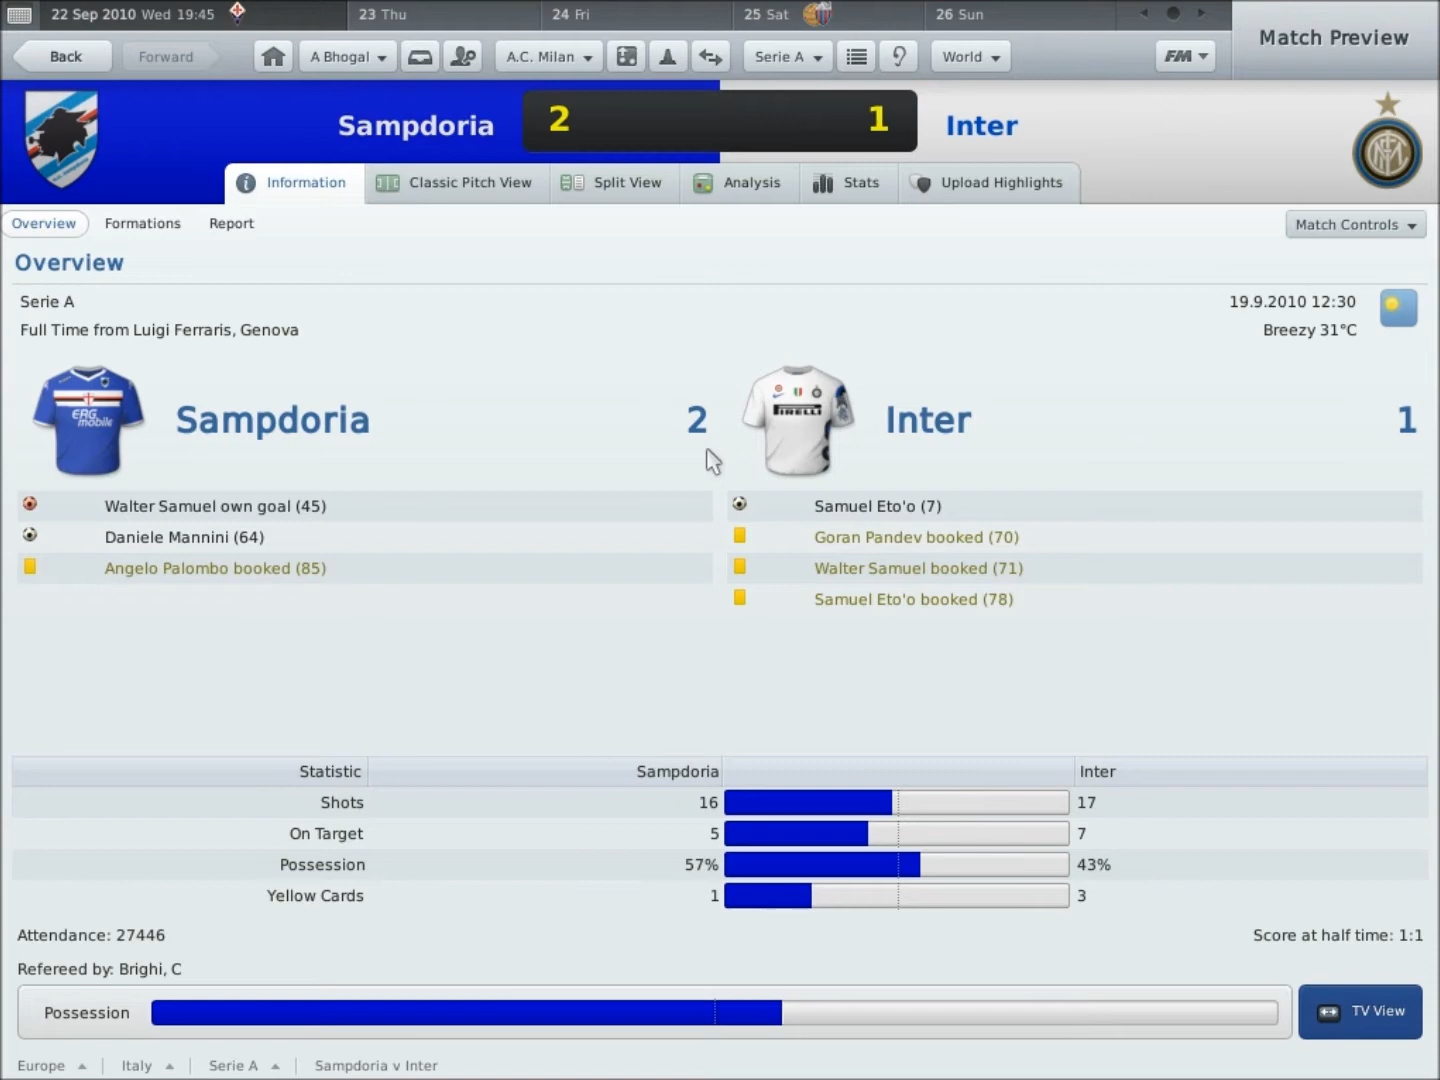 22 Sep 2010 Wed 19:45 23 Thu 24 Fri 25 Sat 26 Sun
Match Preview
Back Forward A Bhogal A.C. Milan Serie A World FM
Sampdoria 2 1 Inter
Information Classic Pitch View Split View Analysis Stats Upload Highlights
Overview Formations Report Match Controls
Overview
Serie A 19.9.2010 12:30
Full Time from Luigi Ferraris, Genova Breezy 31°C
ERG
mobile
PIRELLI
Sampdoria 2 Inter 1
Walter Samuel own goal (45) Samuel Eto'o (7)
Daniele Mannini (64) Goran Pandev booked (70)
Angelo Palombo booked (85) Walter Samuel booked (71)
Samuel Eto'o booked (78)
Statistic Sampdoria Inter
Shots 16 17
On Target 5 7
Possession 57% 43%
Yellow Cards 1 3
Attendance: 27446 Score at half time: 1:1
Refereed by: Brighi, C
Possession TV View
Europe Italy Serie A Sampdoria v Inter